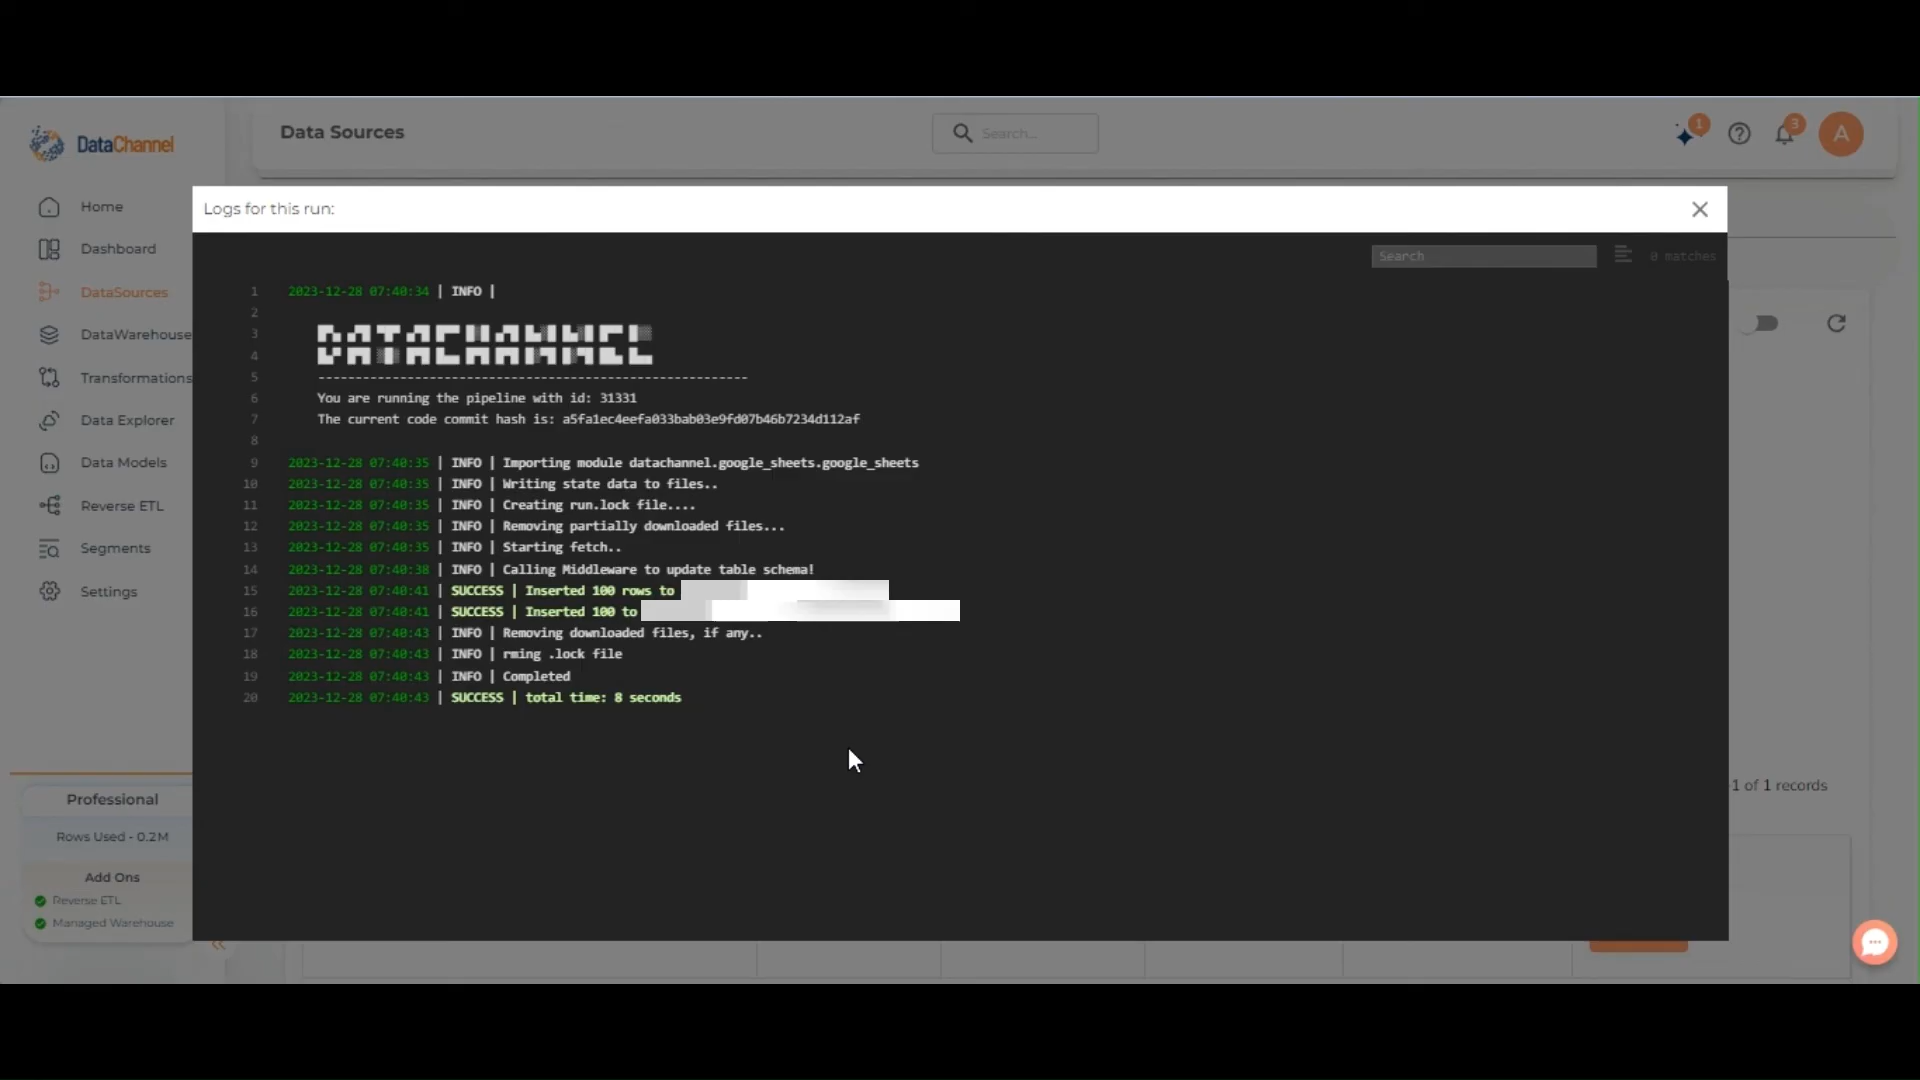 DataChannel
Data Sources
Search...
1
3
A
Home
Dashboard
DataSources
DataWarehouse
Transformations
Data Explorer
Data Models
Reverse ETL
Segments
Settings
Professional
Rows Used - 0.2M
Add Ons
Reverse ETL
Managed Warehouse
Logs for this run:
Search
0 matches
1 2023-12-28 07:40:34 | INFO |
2
3 DATACHANNEL
4
5 ----------------------------------------------------------
6 You are running the pipeline with id: 31331
7 The current code commit hash is: a5fa1ec4eefa033bab03e9fd07b46b7234d112af
8
9 2023-12-28 07:40:35 | INFO | Importing module datachannel.google_sheets.google_sheets
10 2023-12-28 07:40:35 | INFO | Writing state data to files..
11 2023-12-28 07:40:35 | INFO | Creating run.lock file....
12 2023-12-28 07:40:35 | INFO | Removing partially downloaded files...
13 2023-12-28 07:40:35 | INFO | Starting fetch..
14 2023-12-28 07:40:38 | INFO | Calling Middleware to update table schema!
15 2023-12-28 07:40:41 | SUCCESS | Inserted 100 rows to
16 2023-12-28 07:40:41 | SUCCESS | Inserted 100 to
17 2023-12-28 07:40:43 | INFO | Removing downloaded files, if any..
18 2023-12-28 07:40:43 | INFO | rming .lock file
19 2023-12-28 07:40:43 | INFO | Completed
20 2023-12-28 07:40:43 | SUCCESS | total time: 8 seconds
1 of 1 records